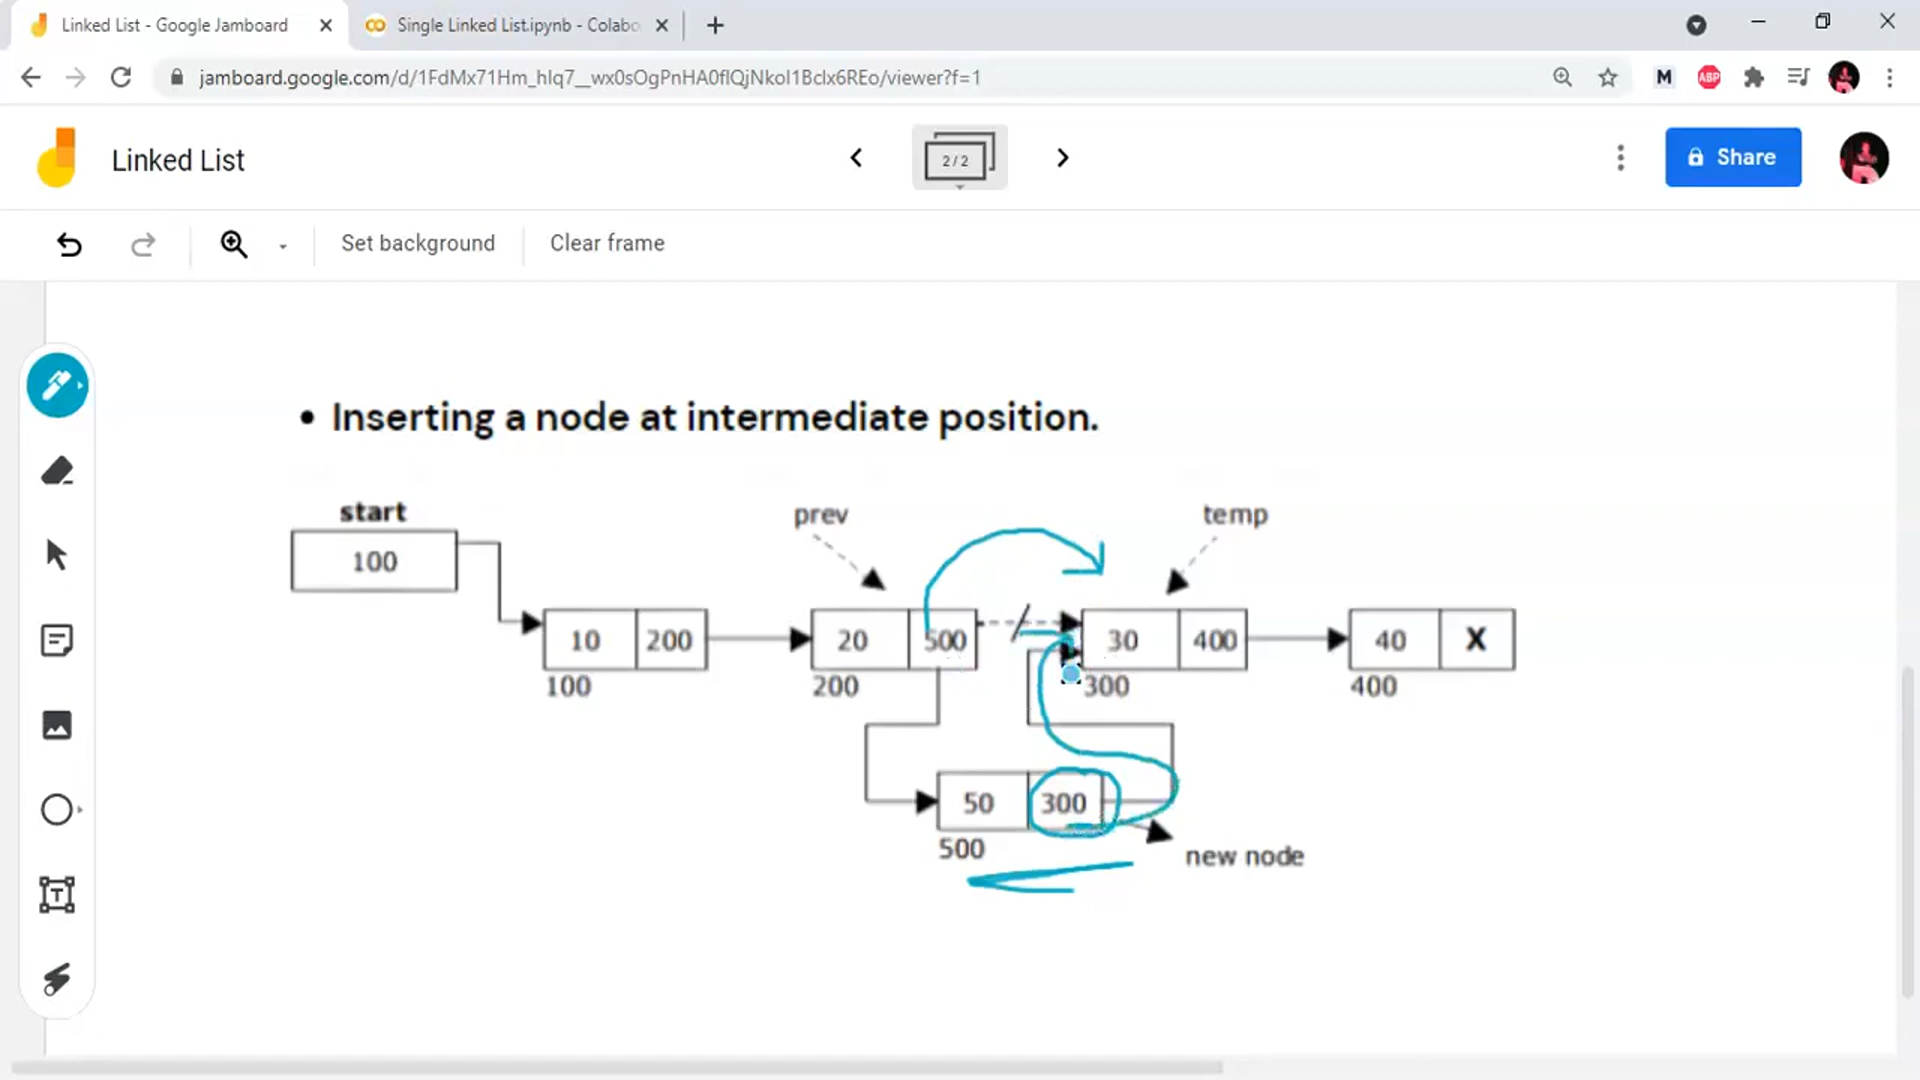 Linked List - Google Jamboard
Single Linked List.ipynb - Colabo
jamboard.google.com/d/1FdMx71Hm_hIq7__wx0sOgPnHA0flQjNkoI1Bclx6REo/viewer?f=1
M
ABP
Linked List
2 / 2
Share
Set background
Clear frame
• Inserting a node at intermediate position.
start
prev
temp
100
10
200
20
500
30
400
40
X
100
200
300
400
50
300
500
new node